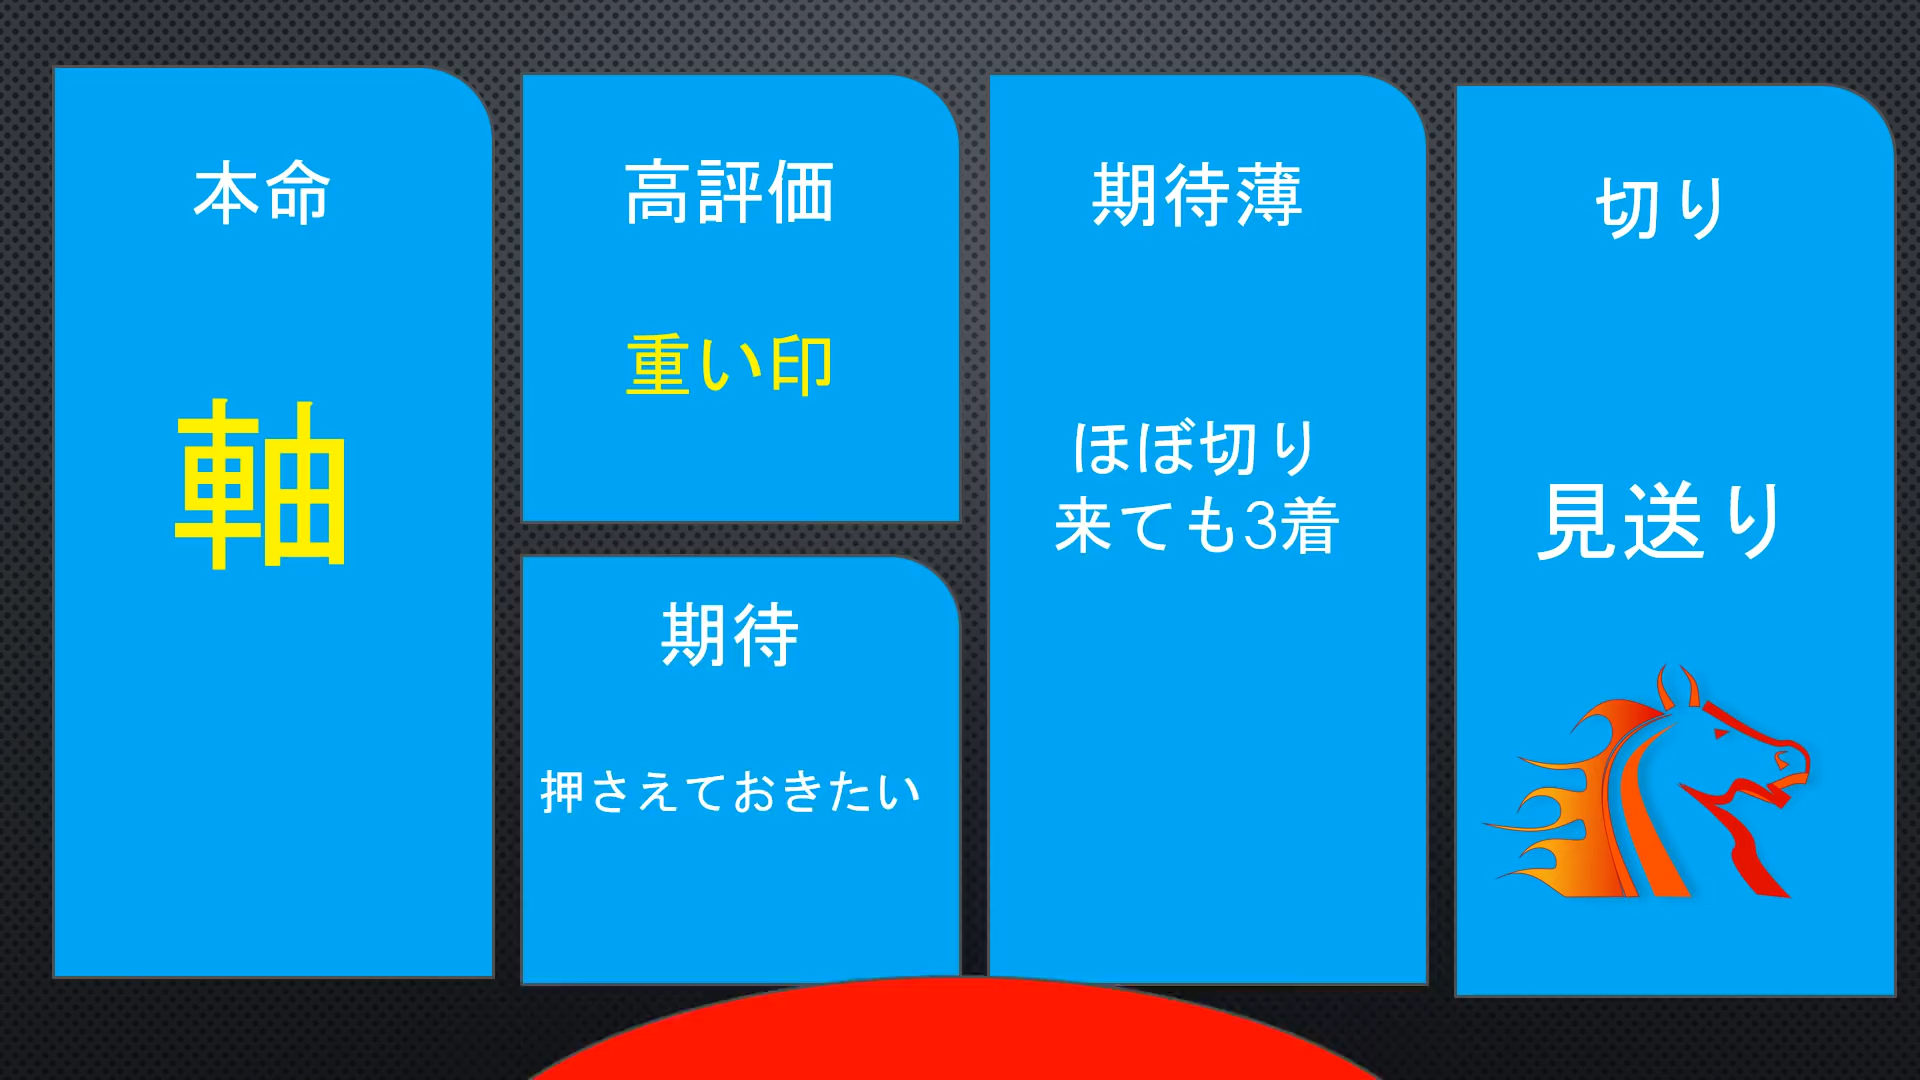 本命
軸
高評価
重い印
期待
押さえておきたい
期待薄
ほぼ切り
来ても3着
切り
見送り